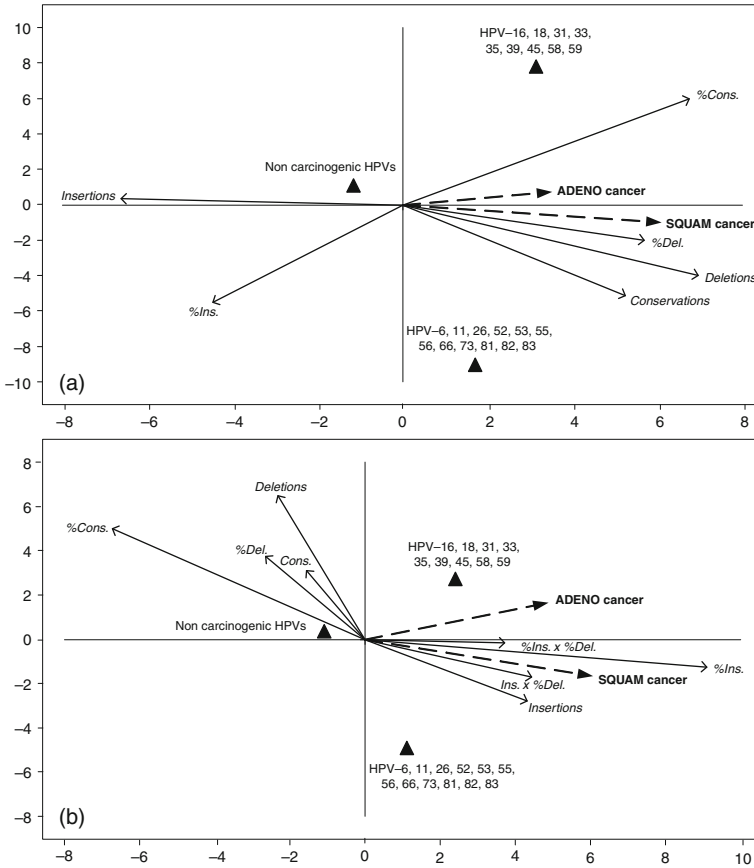 10
8
6
4
2
0
–2
–4
–6
–8
–10
HPV–16, 18, 31, 33,
35, 39, 45, 58, 59
%Cons.
Non carcinogenic HPVs
Insertions
ADENO cancer
SQUAM cancer
%Del.
Deletions
Conservations
%Ins.
HPV–6, 11, 26, 52, 53, 55,
56, 66, 73, 81, 82, 83
(a)
–8 –6 –4 –2 0 2 4 6 8
8
6
4
2
0
–2
–4
–6
–8
Deletions
%Cons.
%Del.
Cons.
HPV–16, 18, 31, 33,
35, 39, 45, 58, 59
ADENO cancer
Non carcinogenic HPVs
%Ins. x %Del.
%Ins.
Ins. x %Del.
SQUAM cancer
Insertions
HPV–6, 11, 26, 52, 53, 55,
56, 66, 73, 81, 82, 83
(b)
–8 –6 –4 –2 0 2 4 6 8 10